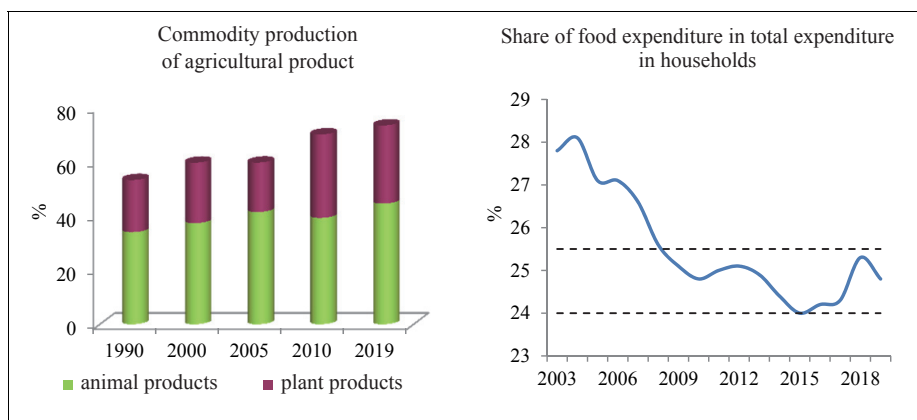 Commodity production
of agricultural product
%
80
60
40
20
0
1990 2000 2005 2010 2019
animal products plant products
Share of food expenditure in total expenditure
in households
%
29
28
27
26
25
24
23
2003 2006 2009 2012 2015 2018